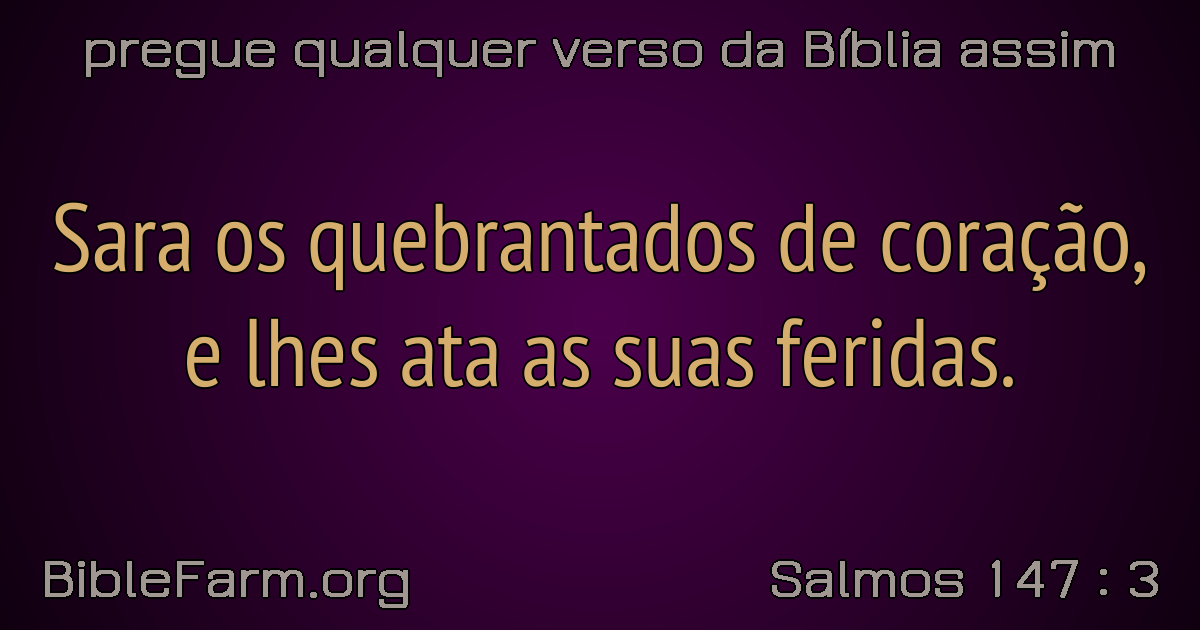 pregue qualquer verso da Bíblia assim
Sara os quebrantados de coração,
e lhes ata as suas feridas.
BibleFarm.org
Salmos 147 : 3